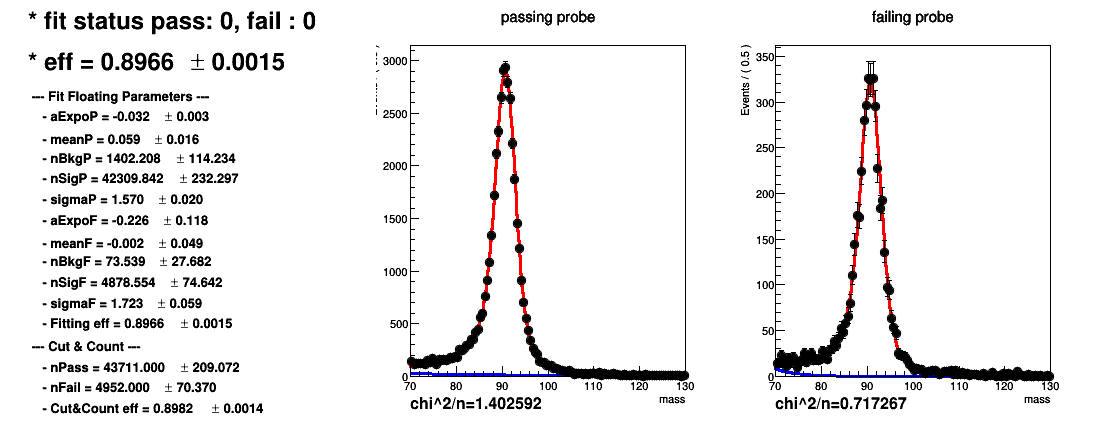 * fit status pass: 0, fail : 0
* eff = 0.8966 ± 0.0015
--- Fit Floating Parameters ---
- aExpoP = -0.032 ± 0.003
- meanP = 0.059 ± 0.016
- nBkgP = 1402.208 ± 114.234
- nSigP = 42309.842 ± 232.297
- sigmaP = 1.570 ± 0.020
- aExpoF = -0.226 ± 0.118
- meanF = -0.002 ± 0.049
- nBkgF = 73.539 ± 27.682
- nSigF = 4878.554 ± 74.642
- sigmaF = 1.723 ± 0.059
- Fitting eff = 0.8966 ± 0.0015
--- Cut & Count ---
- nPass = 43711.000 ± 209.072
- nFail = 4952.000 ± 70.370
- Cut&Count eff = 0.8982 ± 0.0014
passing probe
3000
2500
2000
1500
1000
500
0
70 80 90 100 110 120 130
mass
chi^2/n=1.402592
failing probe
Events / ( 0.5 )
350
300
250
200
150
100
50
0
70 80 90 100 110 120 130
mass
chi^2/n=0.717267